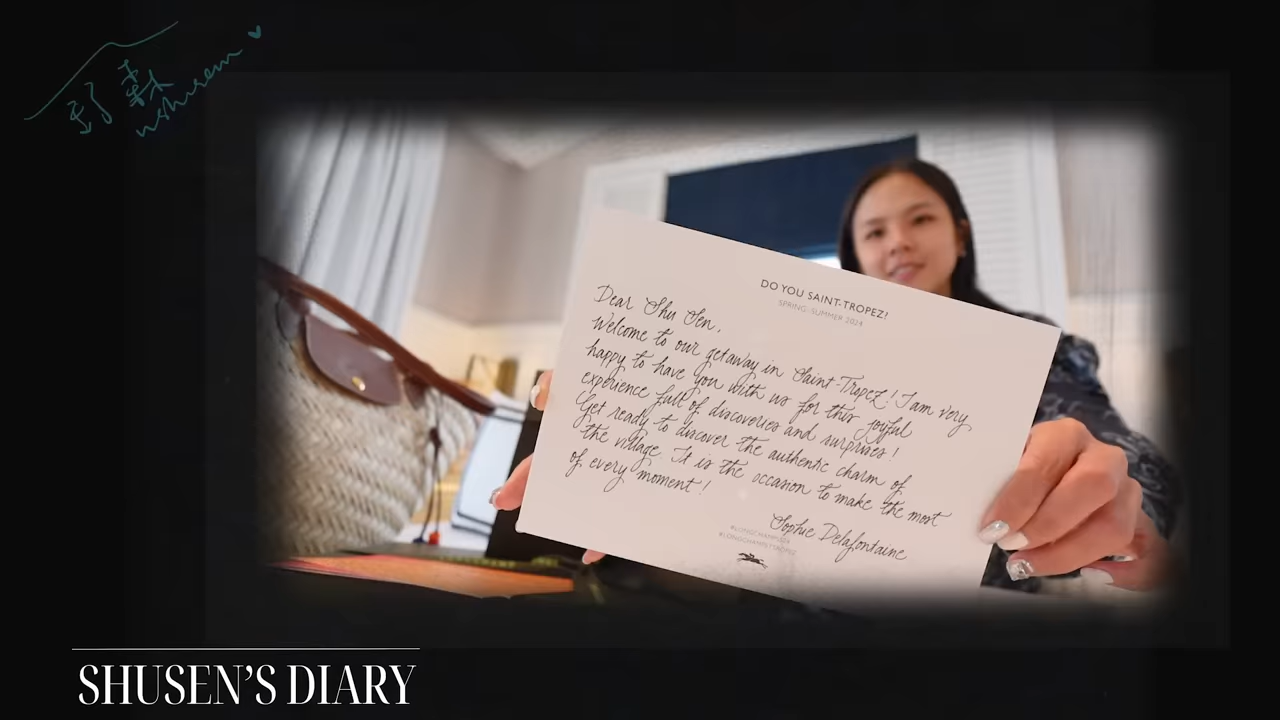 DO YOU SAINT-TROPEZ?
SPRING-SUMMER 2024
Dear Shu Sen,
Welcome to our getaway in Saint-Tropez! I am very
happy to have you with us for this joyful
experience full of discoveries and surprises!
Get ready to discover the authentic charm of
the village. It is the occasion to make the most
of every moment!
Sophie Delafontaine
SHUSEN'S DIARY